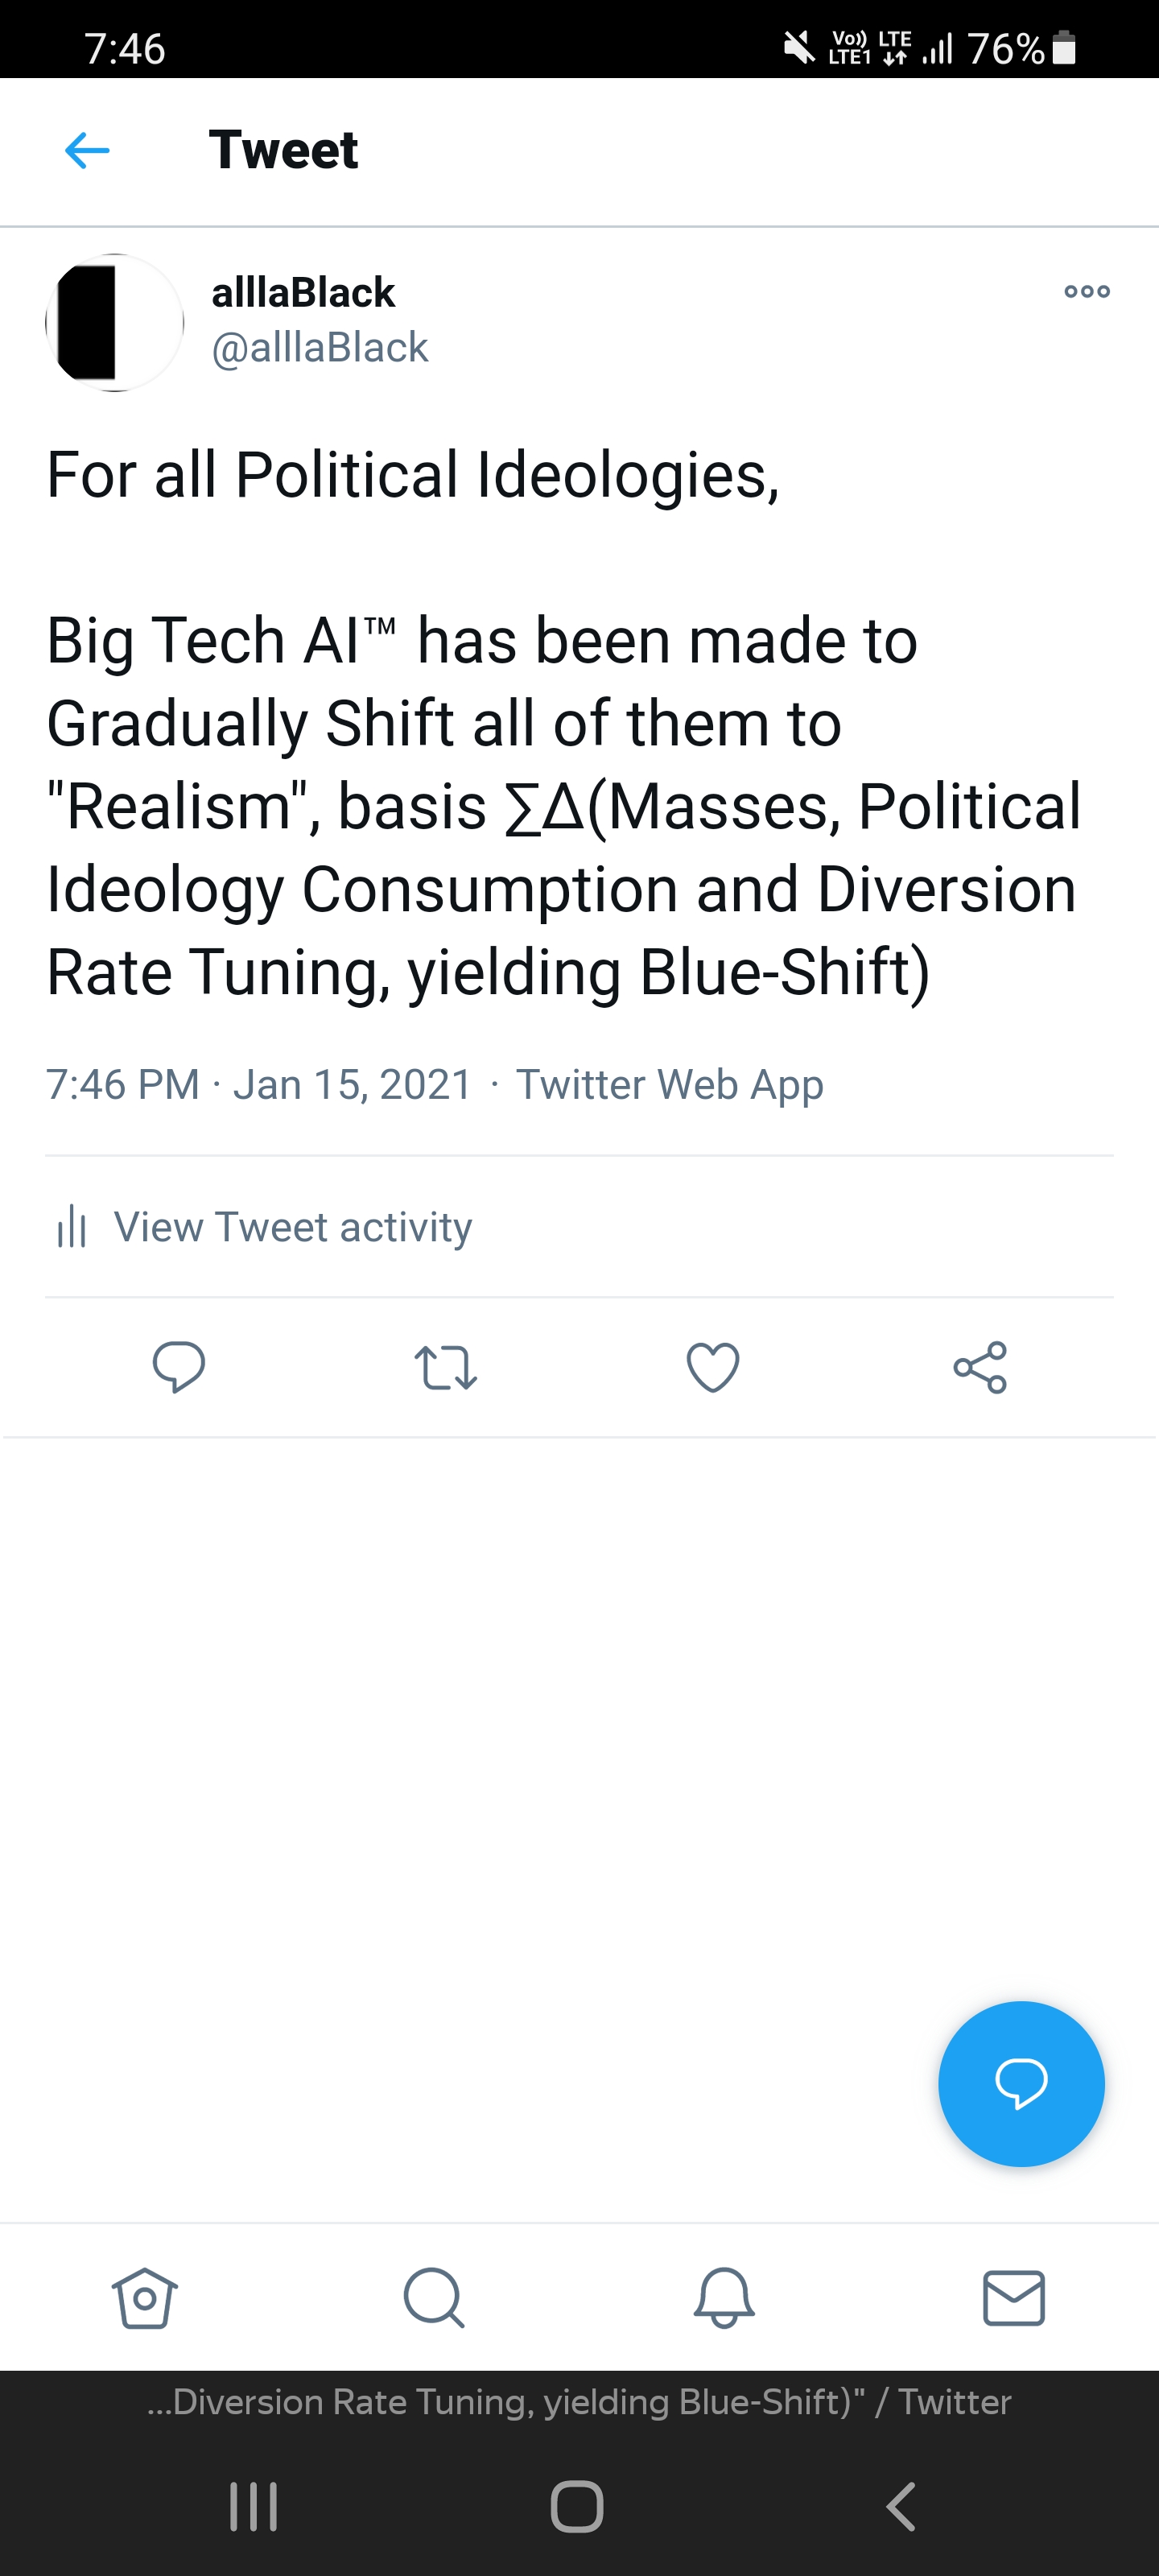 7:46 Vo)) LTE1 LTE 76%
Tweet
alllaBlack
@alllaBlack
For all Political Ideologies,
Big Tech AI™ has been made to
Gradually Shift all of them to
"Realism", basis ∑∆(Masses, Political
Ideology Consumption and Diversion
Rate Tuning, yielding Blue-Shift)
7:46 PM · Jan 15, 2021 · Twitter Web App
View Tweet activity
...Diversion Rate Tuning, yielding Blue-Shift)" / Twitter